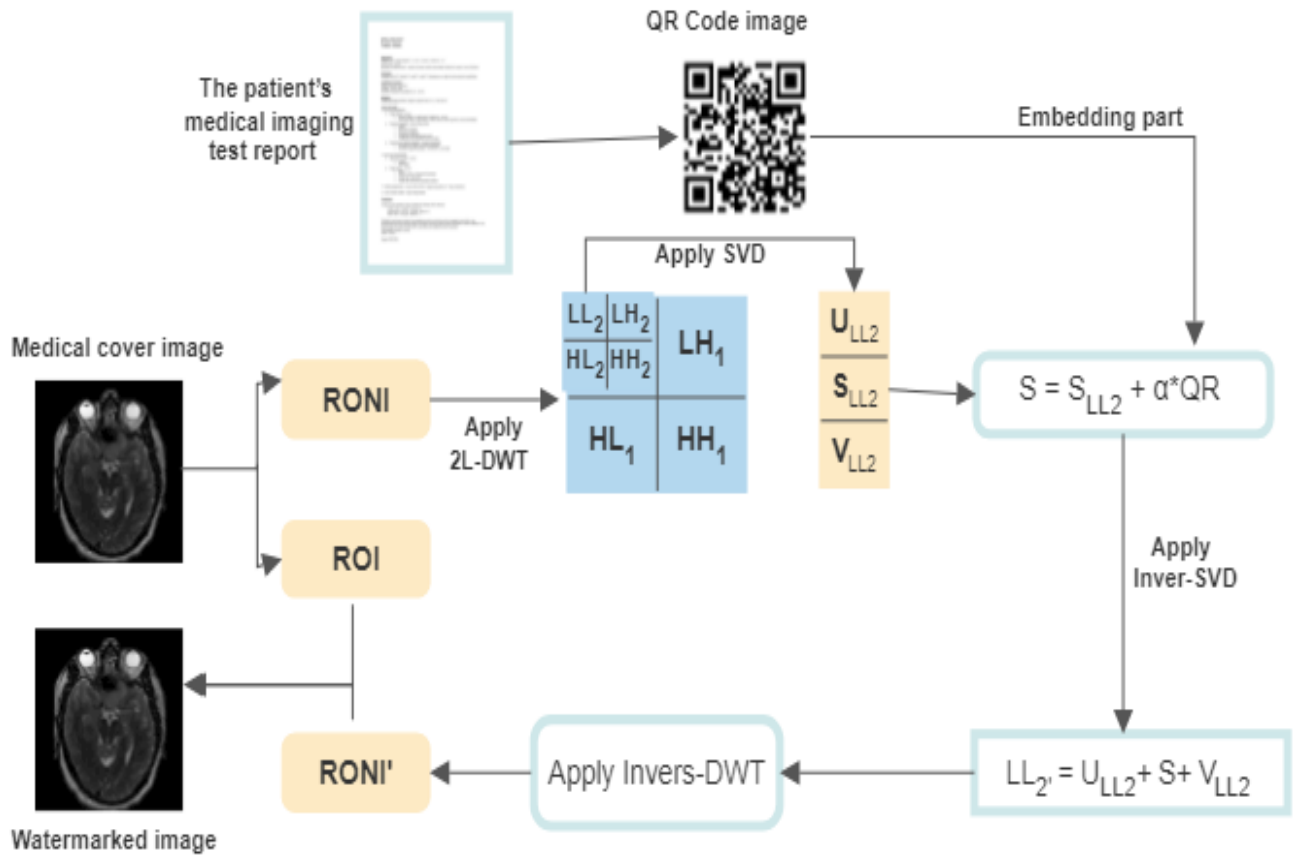 QR Code image
The patient's
medical imaging
test report
Embedding part
Apply SVD
LL2 LH2
HL2 HH2
LH1
HL1 HH1
ULL2
SLL2
VLL2
Medical cover image
RONI
Apply
2L-DWT
S = SLL2 + α*QR
ROI
Apply
Inver-SVD
RONI'
Apply Invers-DWT
LL2' = ULL2+ S+ VLL2
Watermarked image